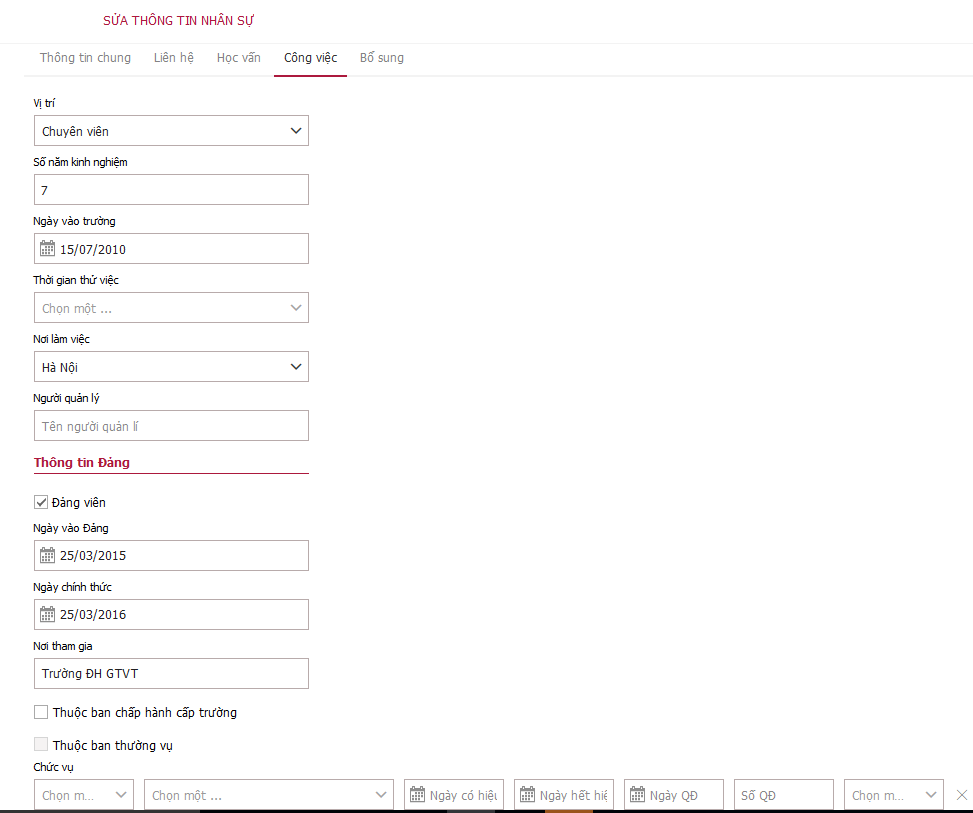 SỬA THÔNG TIN NHÂN SỰ
Thông tin chung Liên hệ Học vấn Công việc Bổ sung
Vị trí
Chuyên viên
Số năm kinh nghiệm
7
Ngày vào trường
15/07/2010
Thời gian thử việc
Chọn một ...
Nơi làm việc
Hà Nội
Người quản lý
Tên người quản lí
Thông tin Đảng
Đảng viên
Ngày vào Đảng
25/03/2015
Ngày chính thức
25/03/2016
Nơi tham gia
Trường ĐH GTVT
Thuộc ban chấp hành cấp trường
Thuộc ban thường vụ
Chức vụ
Chọn m... Chọn một ... Ngày có hiệu Ngày hết hiệ Ngày QĐ Số QĐ Chọn m...